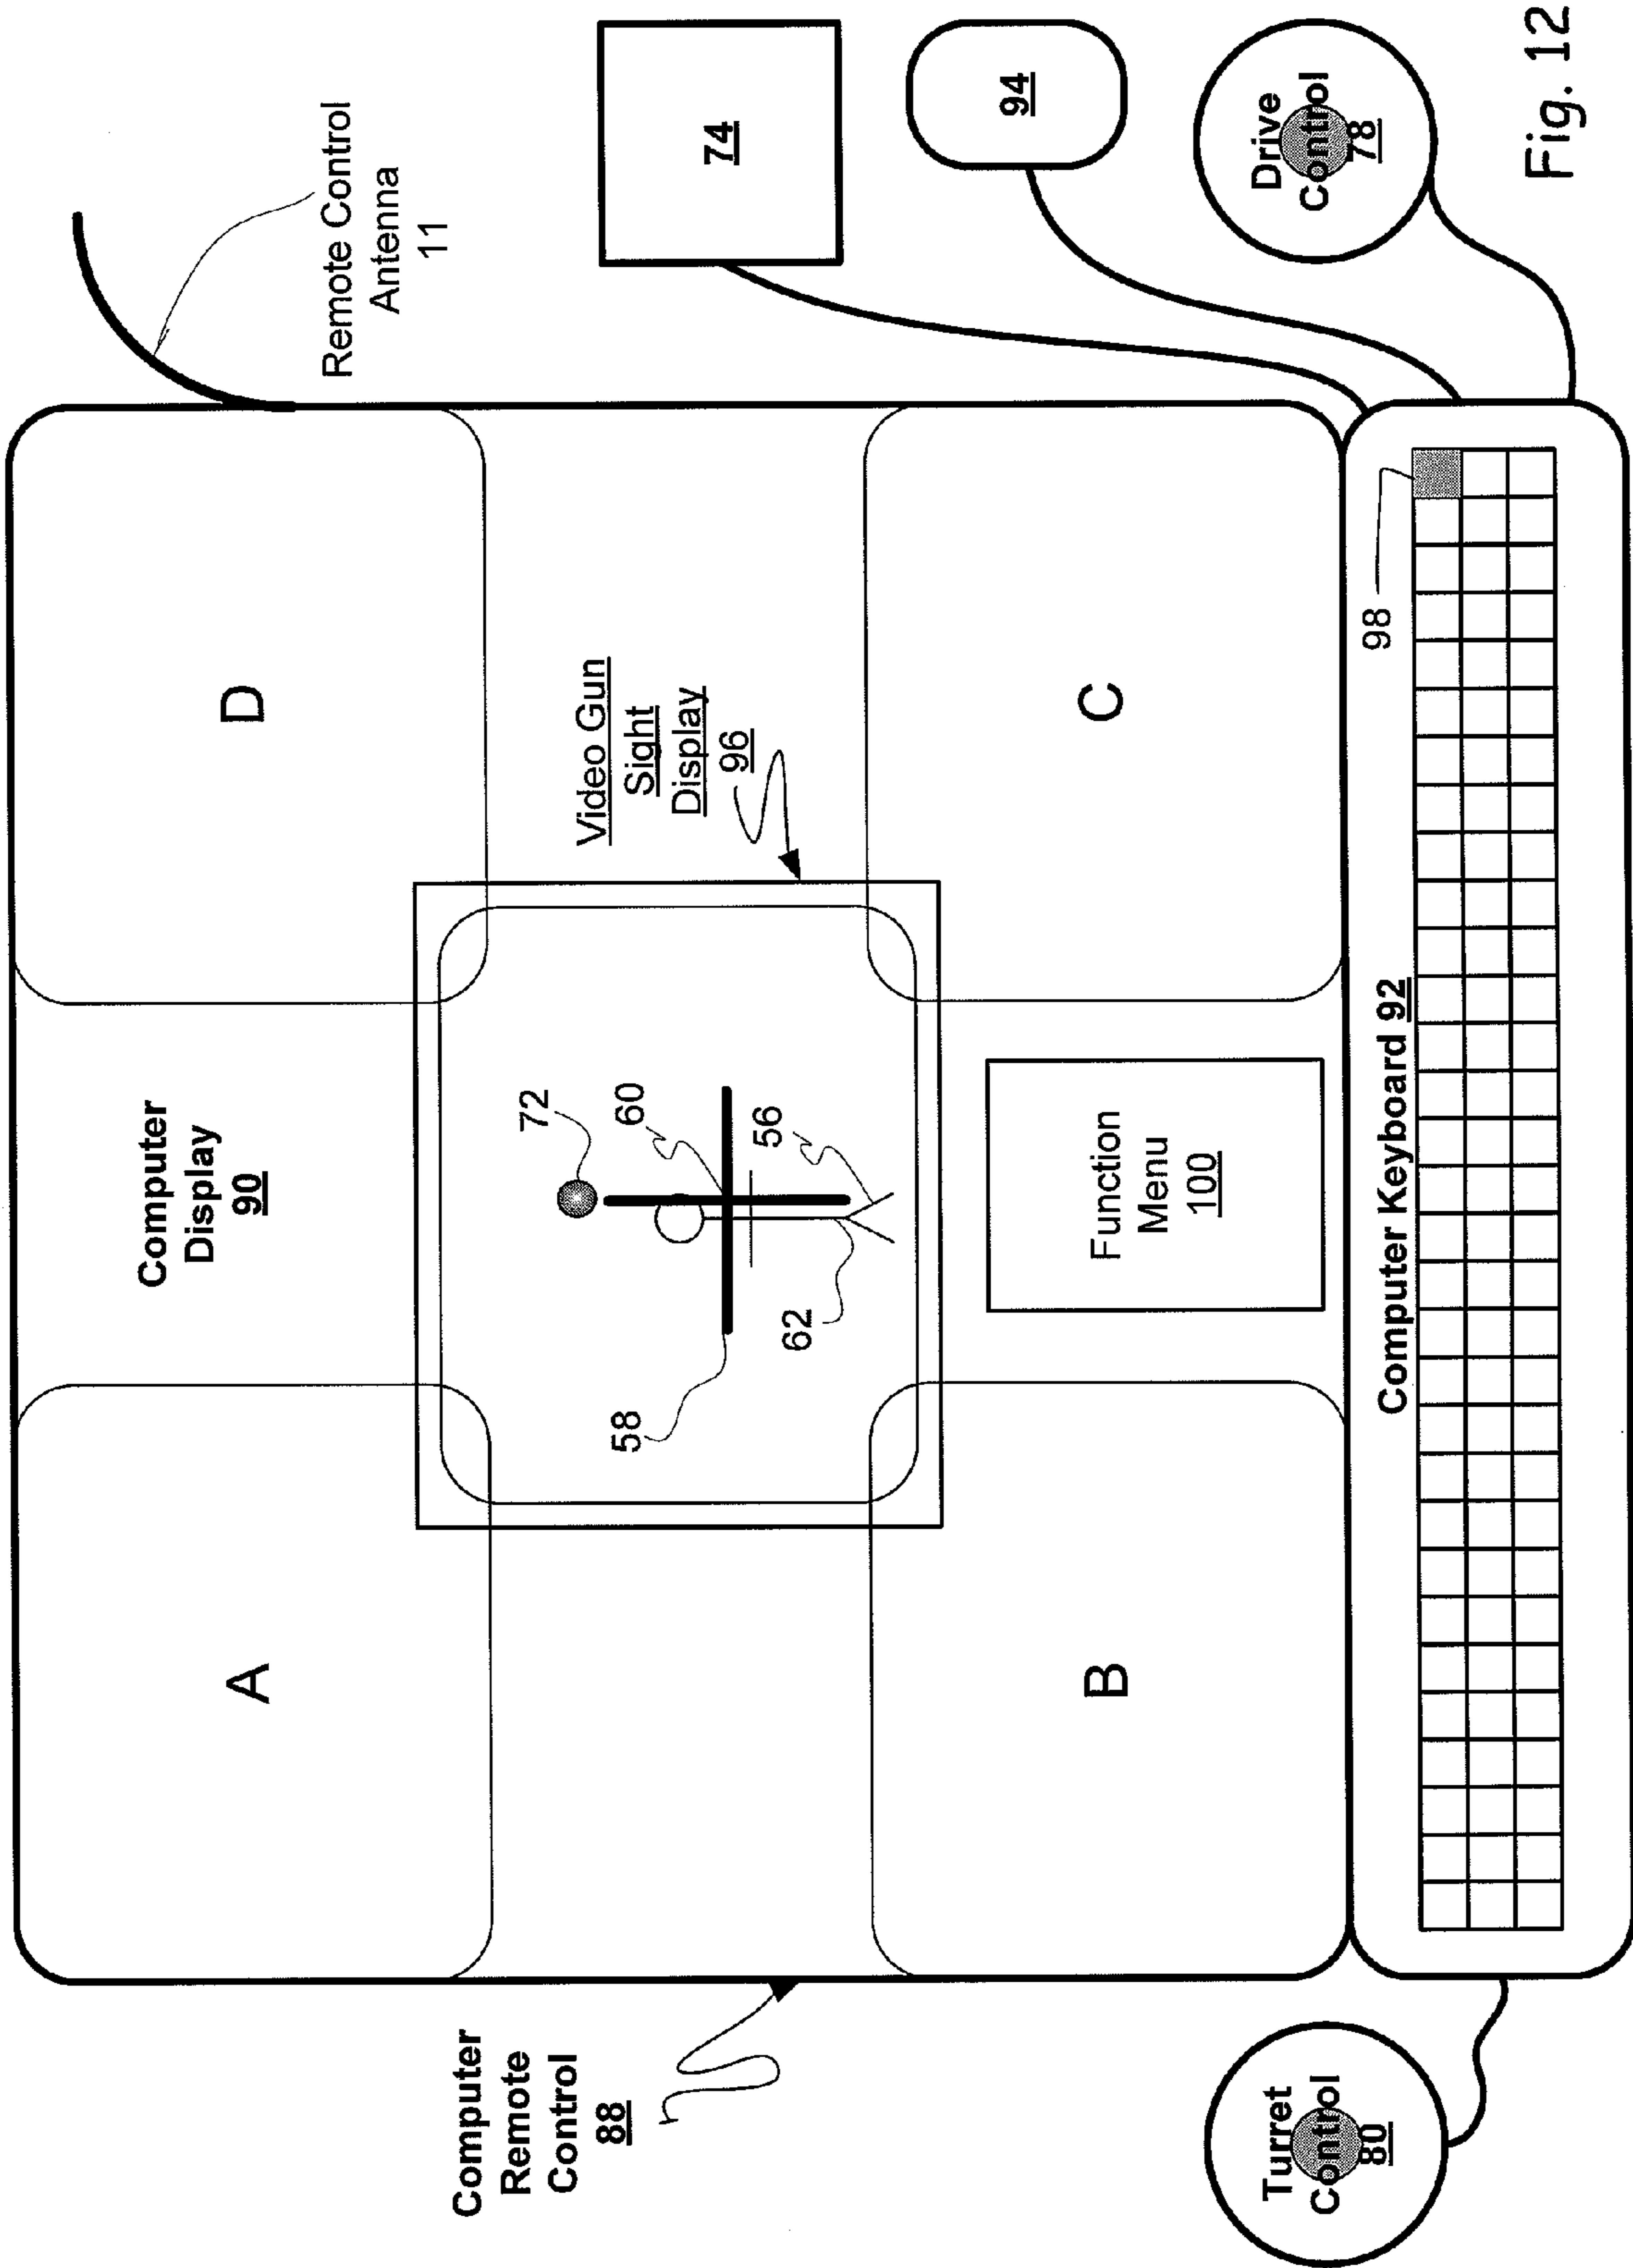 Computer
Remote
Control
88
Computer
Display
90
Remote Control
Antenna
11
A
D
Video Gun
Sight
Display
96
72
60
56
58
62
74
94
B
C
Function
Menu
100
98
Computer Keyboard 92
Turret
Control
80
Drive
Control
78
Fig. 12